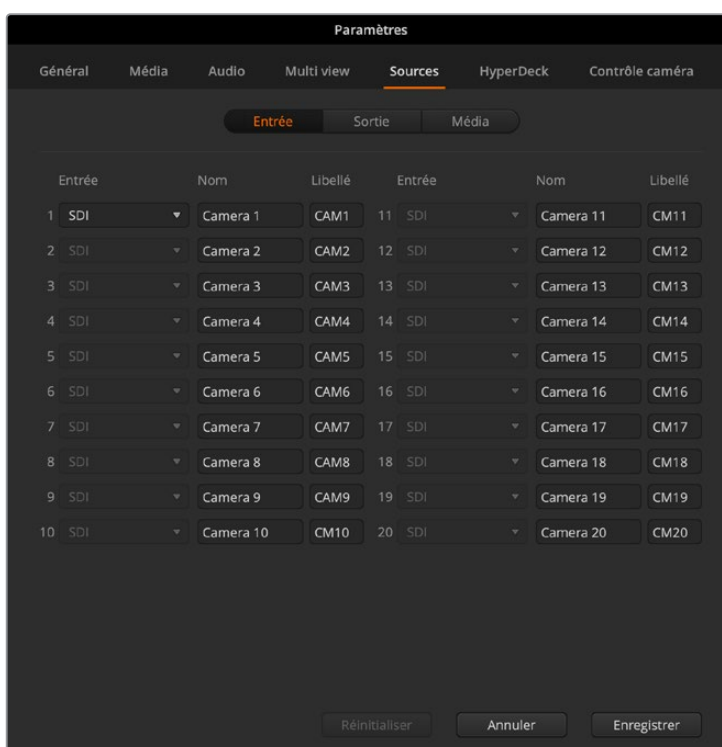 Paramètres
Général Média Audio Multi view Sources HyperDeck Contrôle caméra
Entrée Sortie Média
Entrée Nom Libellé Entrée Nom Libellé
1 SDI Camera 1 CAM1 11 SDI Camera 11 CM11
2 SDI Camera 2 CAM2 12 SDI Camera 12 CM12
3 SDI Camera 3 CAM3 13 SDI Camera 13 CM13
4 SDI Camera 4 CAM4 14 SDI Camera 14 CM14
5 SDI Camera 5 CAM5 15 SDI Camera 15 CM15
6 SDI Camera 6 CAM6 16 SDI Camera 16 CM16
7 SDI Camera 7 CAM7 17 SDI Camera 17 CM17
8 SDI Camera 8 CAM8 18 SDI Camera 18 CM18
9 SDI Camera 9 CAM9 19 SDI Camera 19 CM19
10 SDI Camera 10 CM10 20 SDI Camera 20 CM20
Réinitialiser Annuler Enregistrer